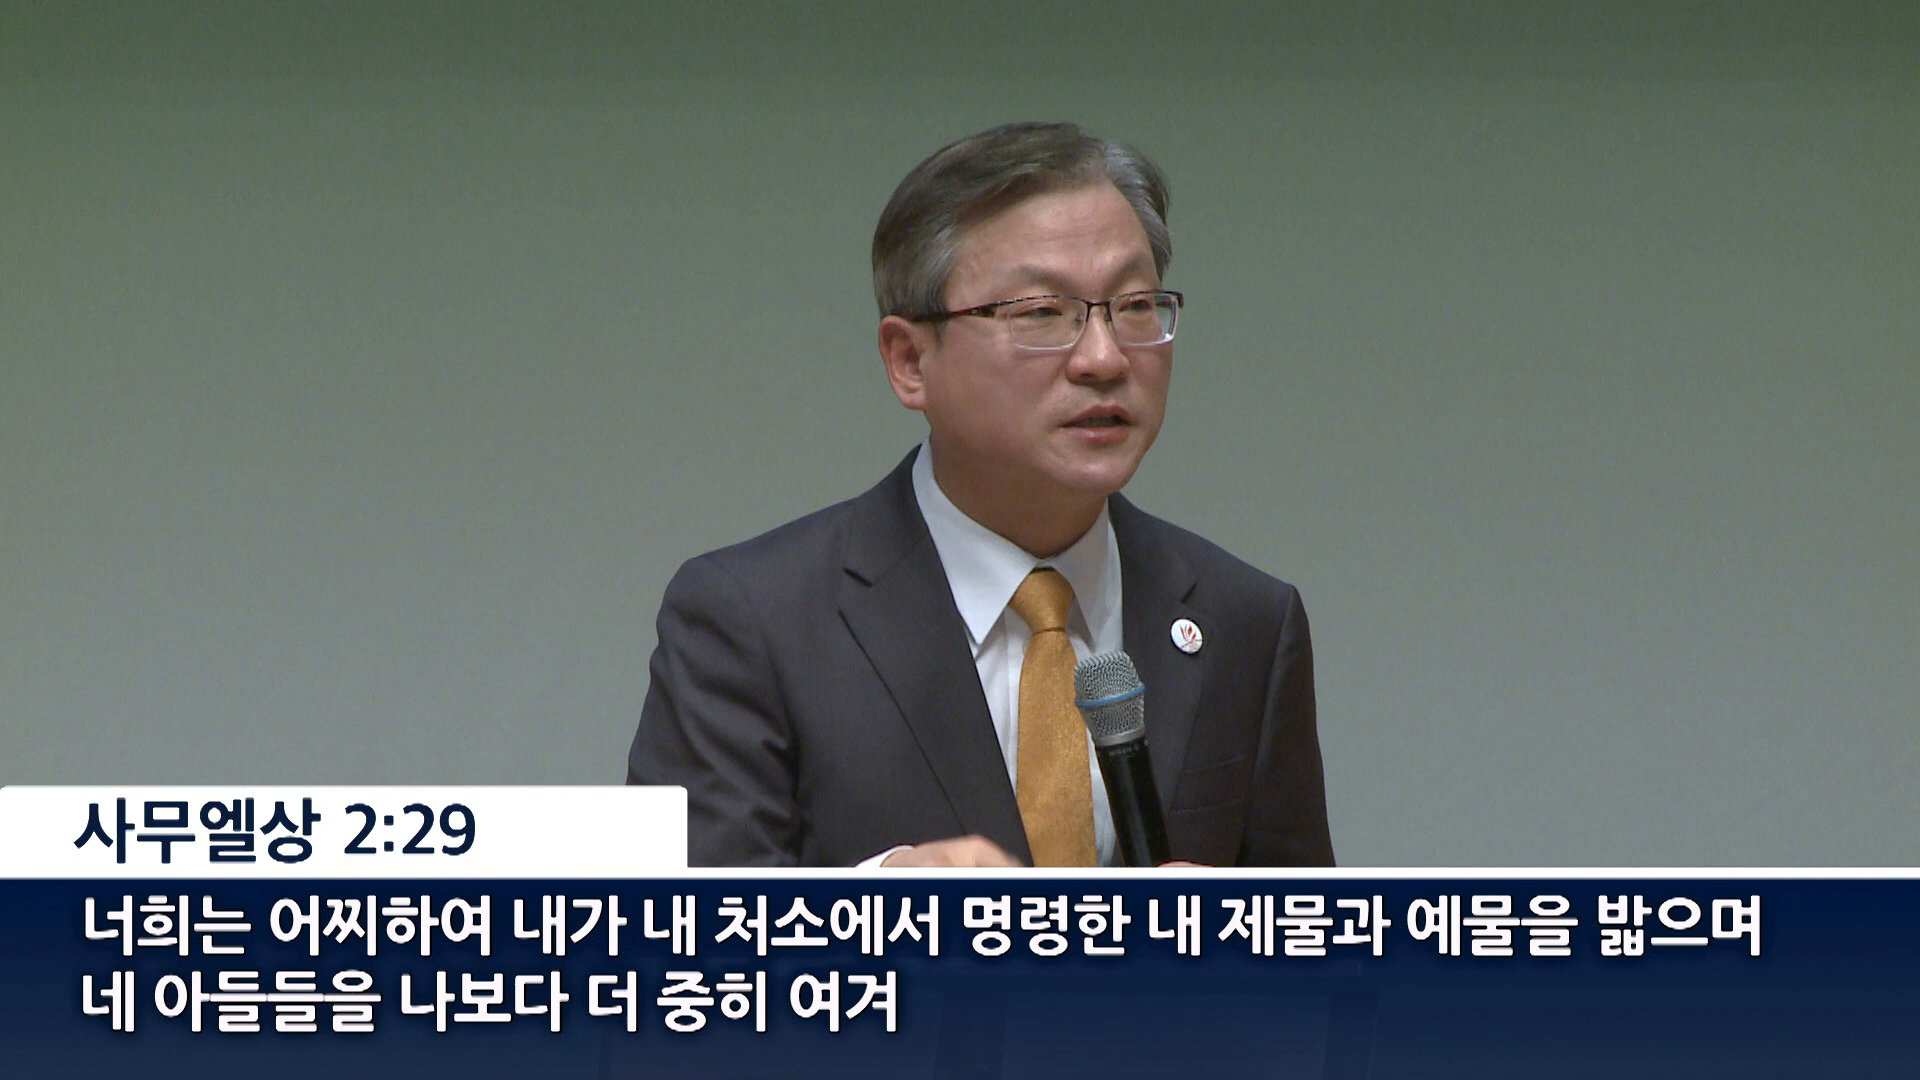 사무엘상 2:29
너희는 어찌하여 내가 내 처소에서 명령한 내 제물과 예물을 밟으며
네 아들들을 나보다 더 중히 여겨